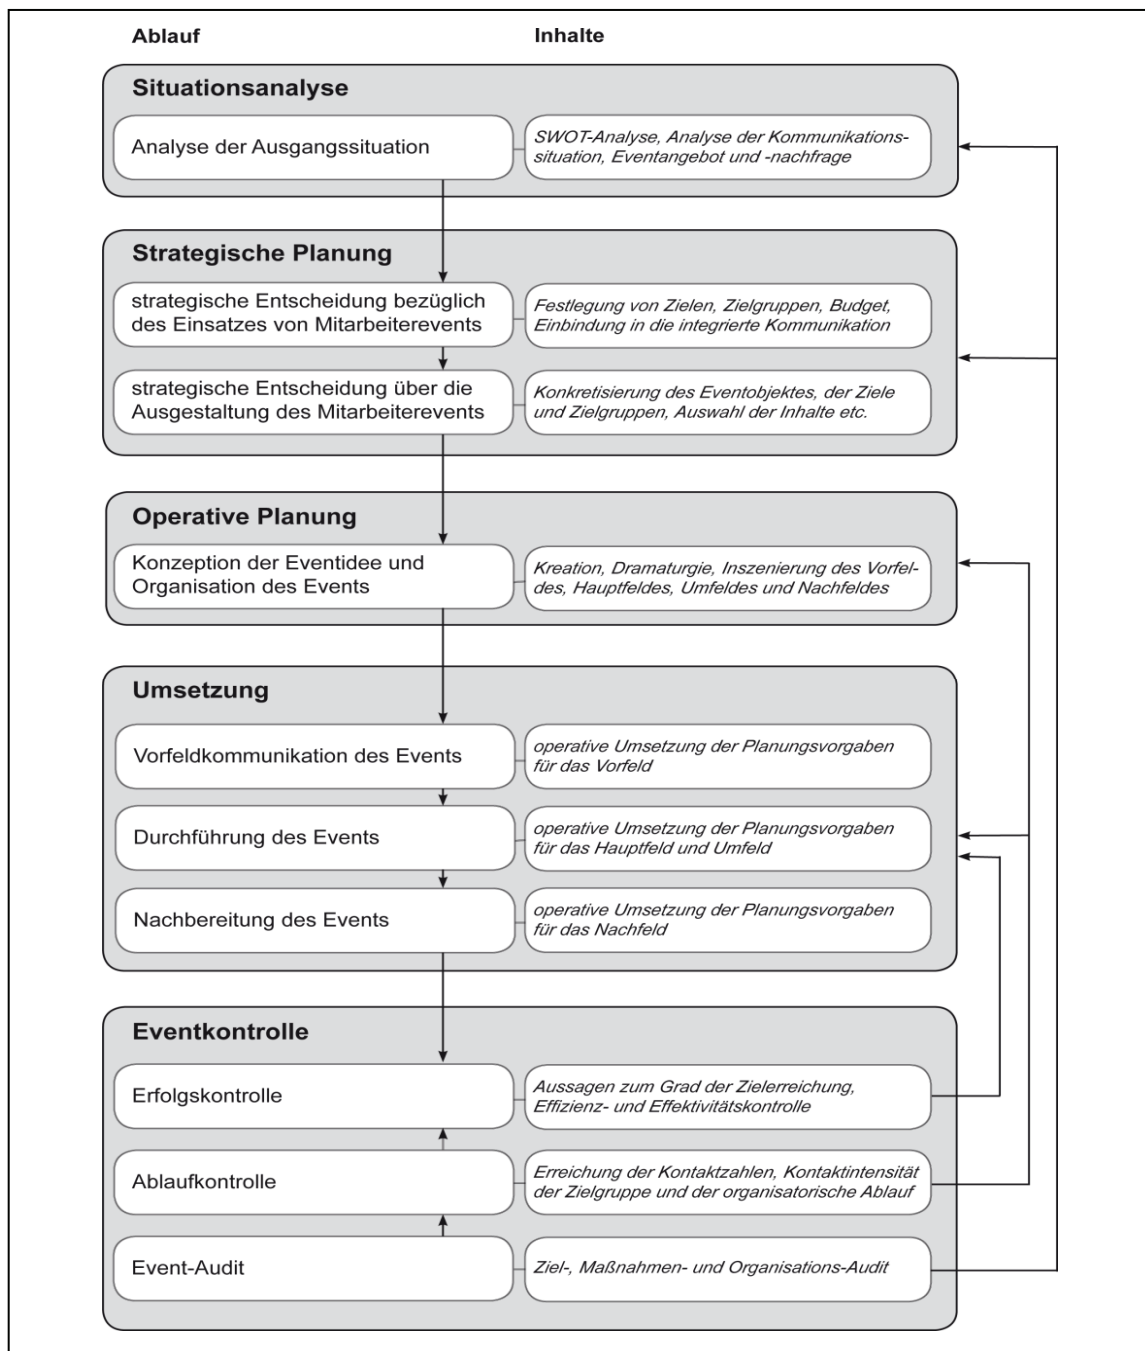 Ablauf
Inhalte
Situationsanalyse
Analyse der Ausgangssituation
SWOT-Analyse, Analyse der Kommunikations-
situation, Eventangebot und -nachfrage
Strategische Planung
strategische Entscheidung bezüglich
des Einsatzes von Mitarbeiterevents
Festlegung von Zielen, Zielgruppen, Budget,
Einbindung in die integrierte Kommunikation
strategische Entscheidung über die
Ausgestaltung des Mitarbeiterevents
Konkretisierung des Eventobjektes, der Ziele
und Zielgruppen, Auswahl der Inhalte etc.
Operative Planung
Konzeption der Eventidee und
Organisation des Events
Kreation, Dramaturgie, Inszenierung des Vorfel-
des, Hauptfeldes, Umfeldes und Nachfeldes
Umsetzung
Vorfeldkommunikation des Events
operative Umsetzung der Planungsvorgaben
für das Vorfeld
Durchführung des Events
operative Umsetzung der Planungsvorgaben
für das Hauptfeld und Umfeld
Nachbereitung des Events
operative Umsetzung der Planungsvorgaben
für das Nachfeld
Eventkontrolle
Erfolgskontrolle
Aussagen zum Grad der Zielerreichung,
Effizienz- und Effektivitätskontrolle
Ablaufkontrolle
Erreichung der Kontaktzahlen, Kontaktintensität
der Zielgruppe und der organisatorische Ablauf
Event-Audit
Ziel-, Maßnahmen- und Organisations-Audit